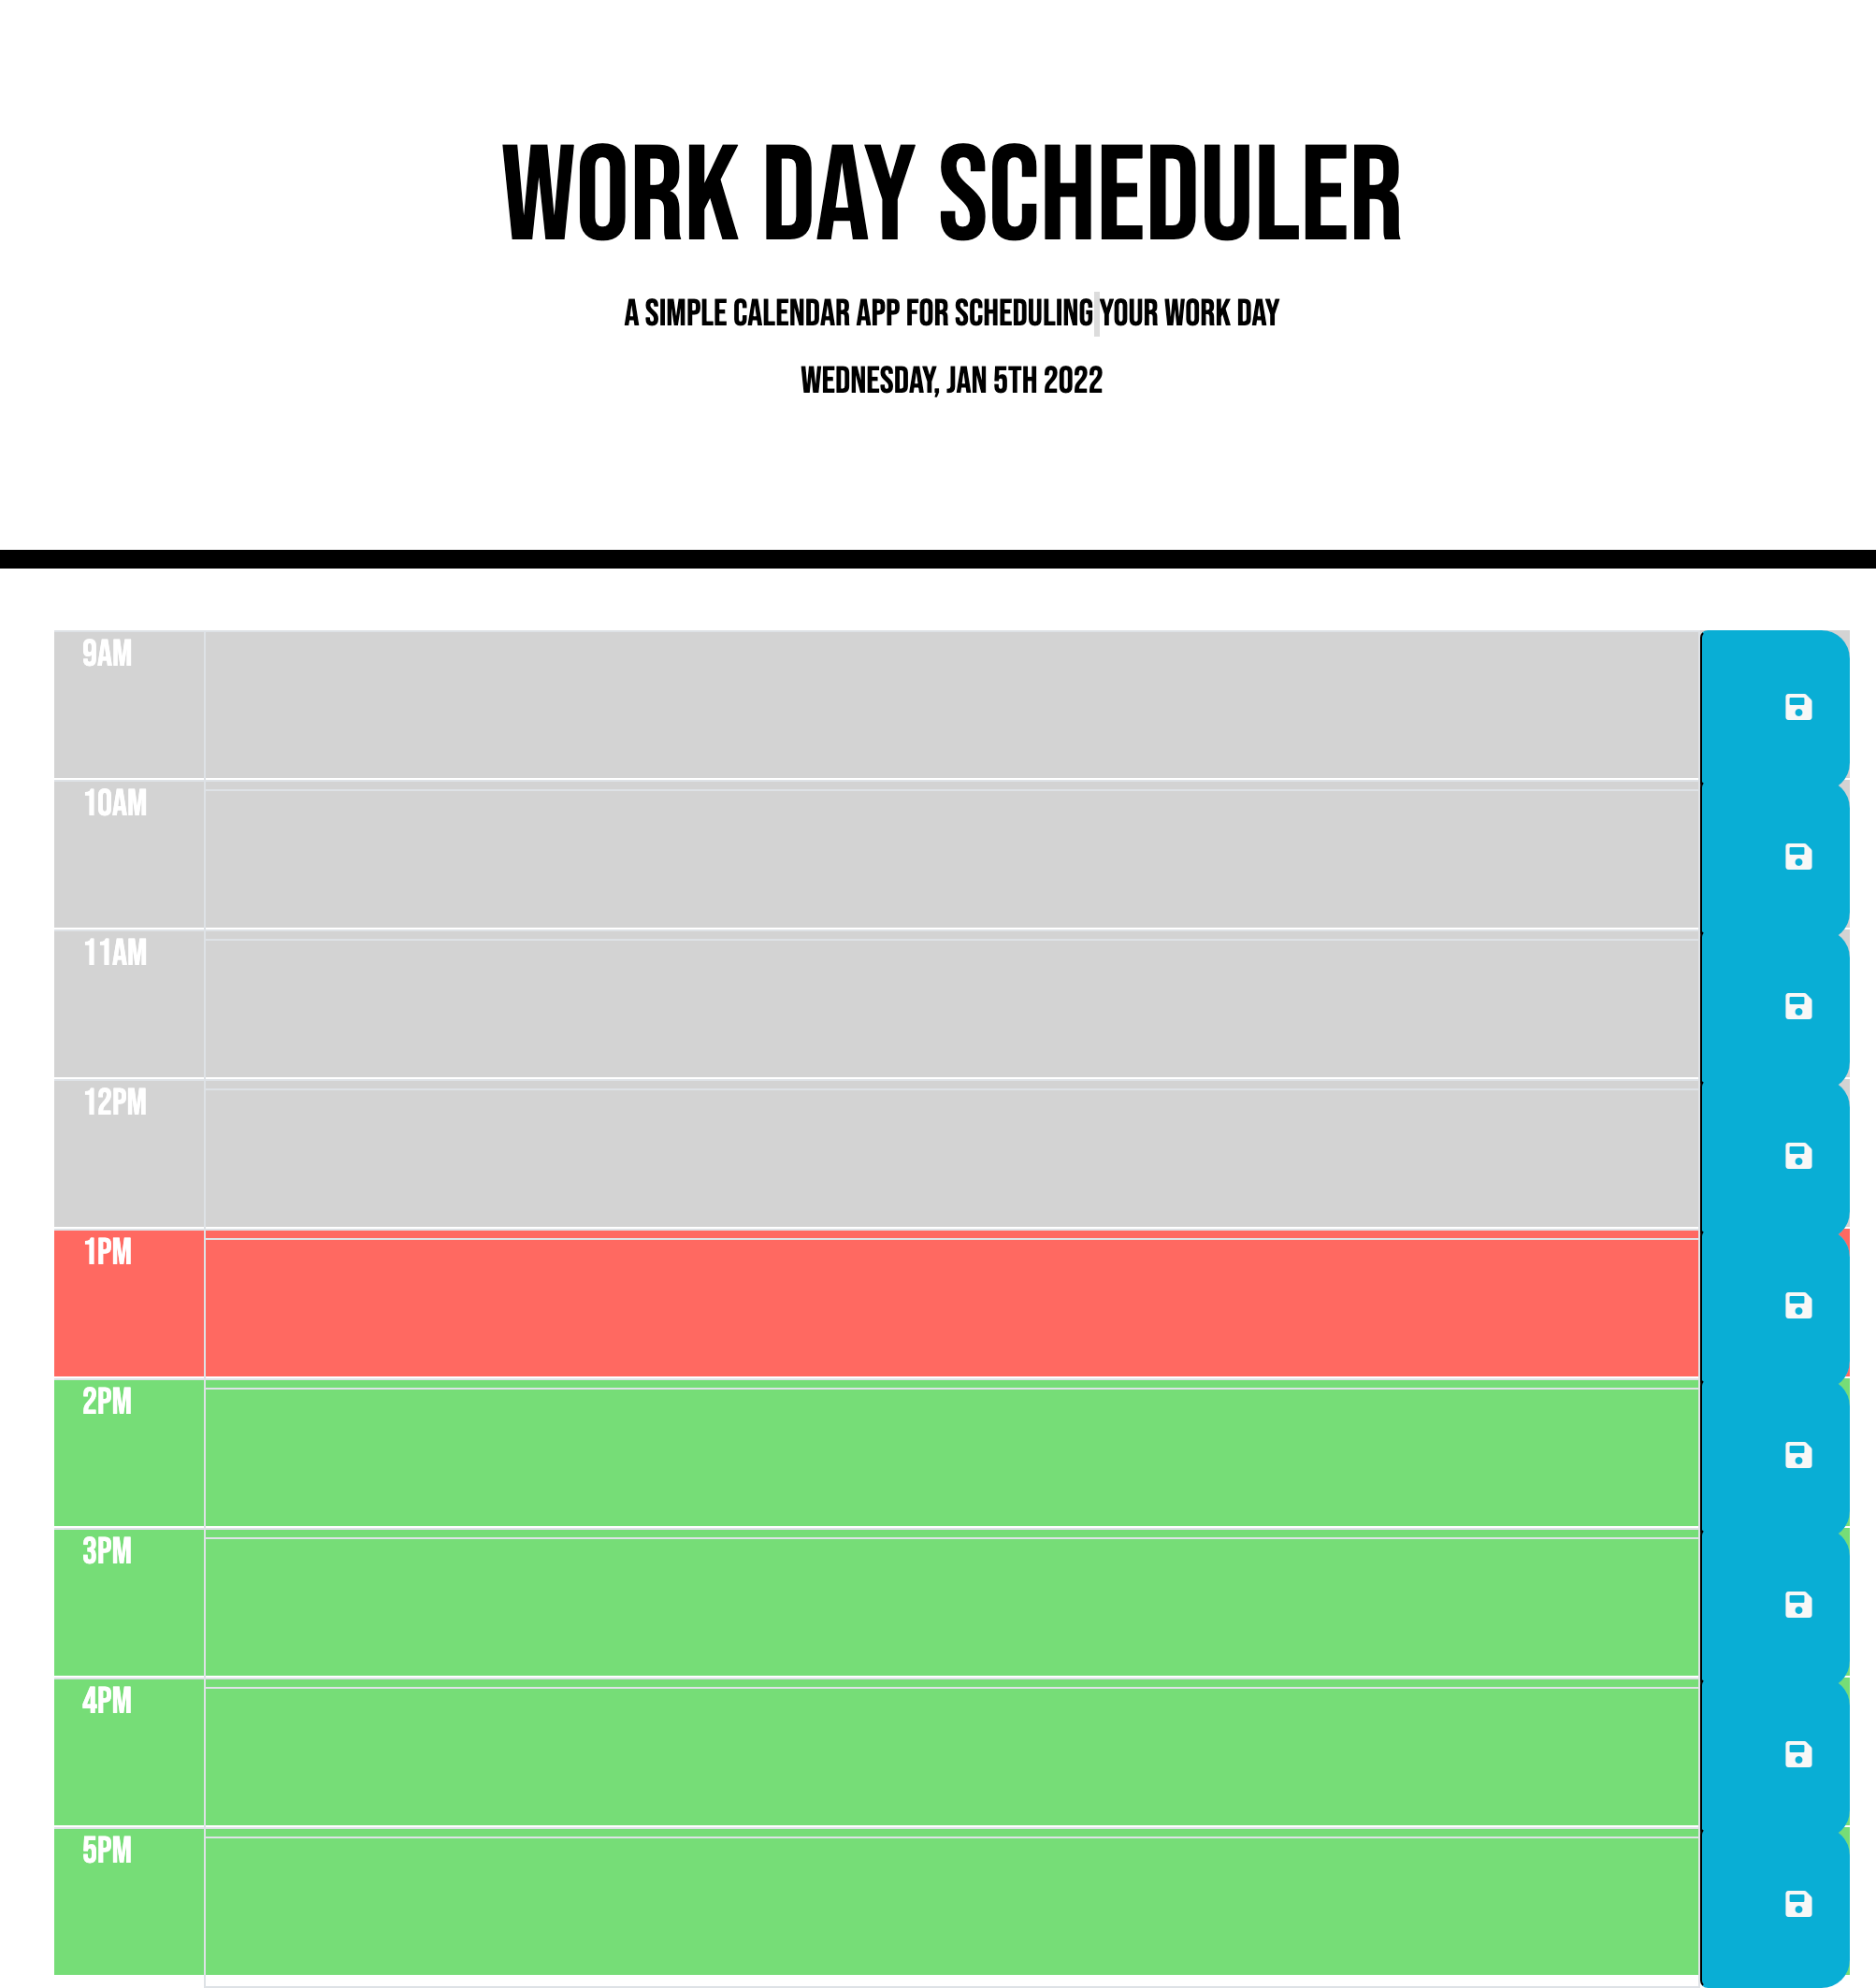 WORK DAY SCHEDULER
A SIMPLE CALENDAR APP FOR SCHEDULING YOUR WORK DAY
WEDNESDAY, JAN 5TH 2022
9AM
10AM
11AM
12PM
1PM
2PM
3PM
4PM
5PM